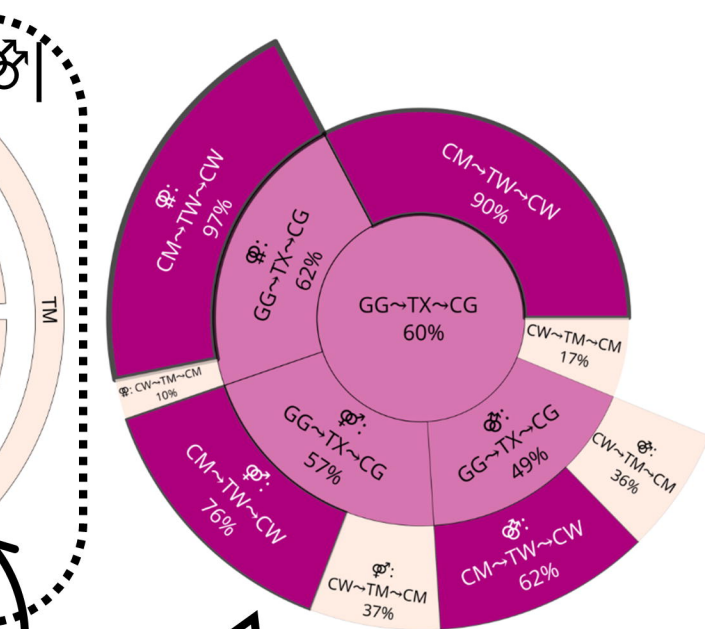 TM
GG⤳TX⤳CG
60%
CM⤳TW⤳CW
90%
CW⤳TM⤳CM
17%
⚢:
GG⤳TX⤳CG
62%
⚢:
CM⤳TW⤳CW
97%
⚢: CW⤳TM⤳CM
10%
⚤:
GG⤳TX⤳CG
57%
⚤:
CM⤳TW⤳CW
76%
⚤:
CW⤳TM⤳CM
37%
⚣:
GG⤳TX⤳CG
49%
⚣:
CM⤳TW⤳CW
62%
⚣:
CW⤳TM⤳CM
36%